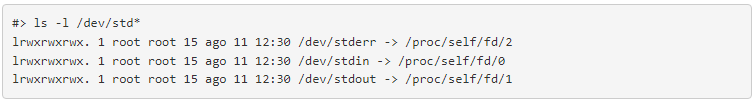 #> ls -l /dev/std*
lrwxrwxrwx. 1 root root 15 ago 11 12:30 /dev/stderr -> /proc/self/fd/2
lrwxrwxrwx. 1 root root 15 ago 11 12:30 /dev/stdin -> /proc/self/fd/0
lrwxrwxrwx. 1 root root 15 ago 11 12:30 /dev/stdout -> /proc/self/fd/1